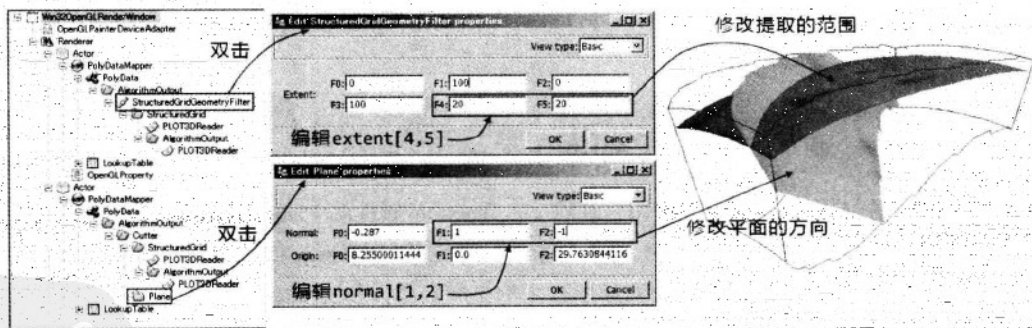 Win32OpenGLRenderWindow
OpenGLPainterDeviceAdapter
Renderer
Actor
PolyDataMapper
PolyData
AlgorithmOutput
StructuredGridGeometryFilter
StructuredGrid
PLOT3DReader
AlgorithmOutput
PLOT3DReader
LookupTable
OpenGLProperty
Actor
PolyDataMapper
PolyData
AlgorithmOutput
Cutter
StructuredGrid
PLOT3DReader
AlgorithmOutput
PLOT3DReader
Plane
LookupTable
双击
双击
Edit StructuredGridGeometryFilter properties
View type: Basic
Extent:
F0: 0 F1: 100 F2: 0
F3: 100 F4: 20 F5: 20
编辑extent[4,5]
OK Cancel
Edit Plane properties
View type: Basic
Normal: F0: -0.287 F1: 1 F2: -1
Origin: F0: 8.25500011444 F1: 0.0 F2: 29.7630844116
编辑normal[1,2]
OK Cancel
修改提取的范围
修改平面的方向